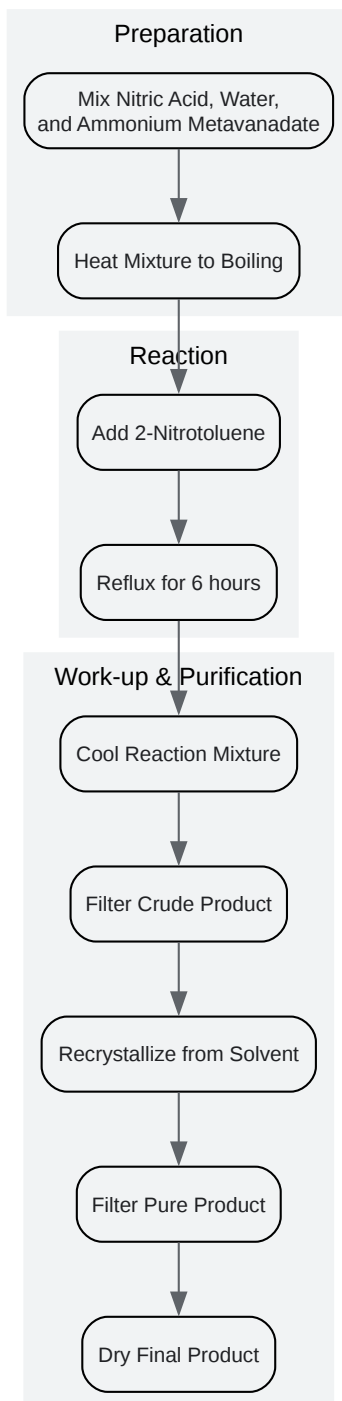 Preparation
Mix Nitric Acid, Water,
and Ammonium Metavanadate
Heat Mixture to Boiling
Reaction
Add 2-Nitrotoluene
Reflux for 6 hours
Work-up & Purification
Cool Reaction Mixture
Filter Crude Product
Recrystallize from Solvent
Filter Pure Product
Dry Final Product